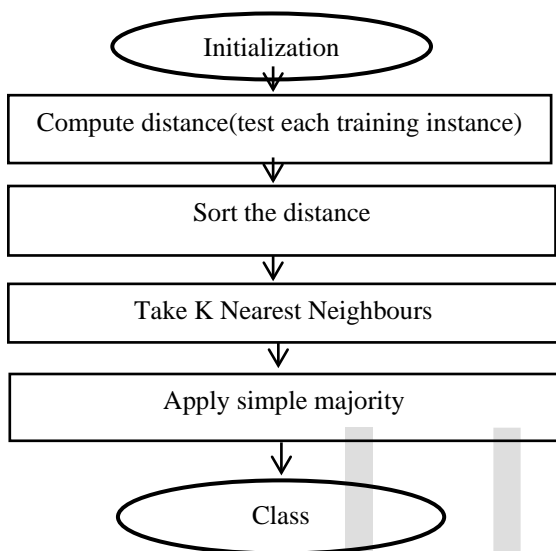 Initialization
Compute distance(test each training instance)
Sort the distance
Take K Nearest Neighbours
Apply simple majority
Class